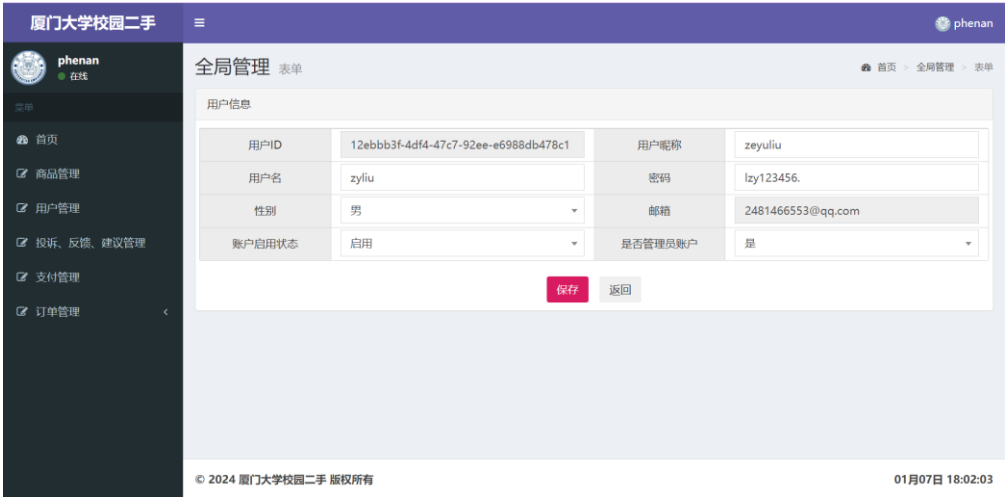 厦门大学校园二手
phenan
phenan
在线
菜单
首页
商品管理
用户管理
投诉、反馈、建议管理
支付管理
订单管理
全局管理 表单
首页 > 全局管理 > 表单
用户信息
用户ID 12ebbb3f-4df4-47c7-92ee-e6988db478c1 用户昵称 zeyuliu
用户名 zyliu 密码 lzy123456.
性别 男 邮箱 2481466553@qq.com
账户启用状态 启用 是否管理员账户 是
保存 返回
© 2024 厦门大学校园二手 版权所有 01月07日 18:02:03